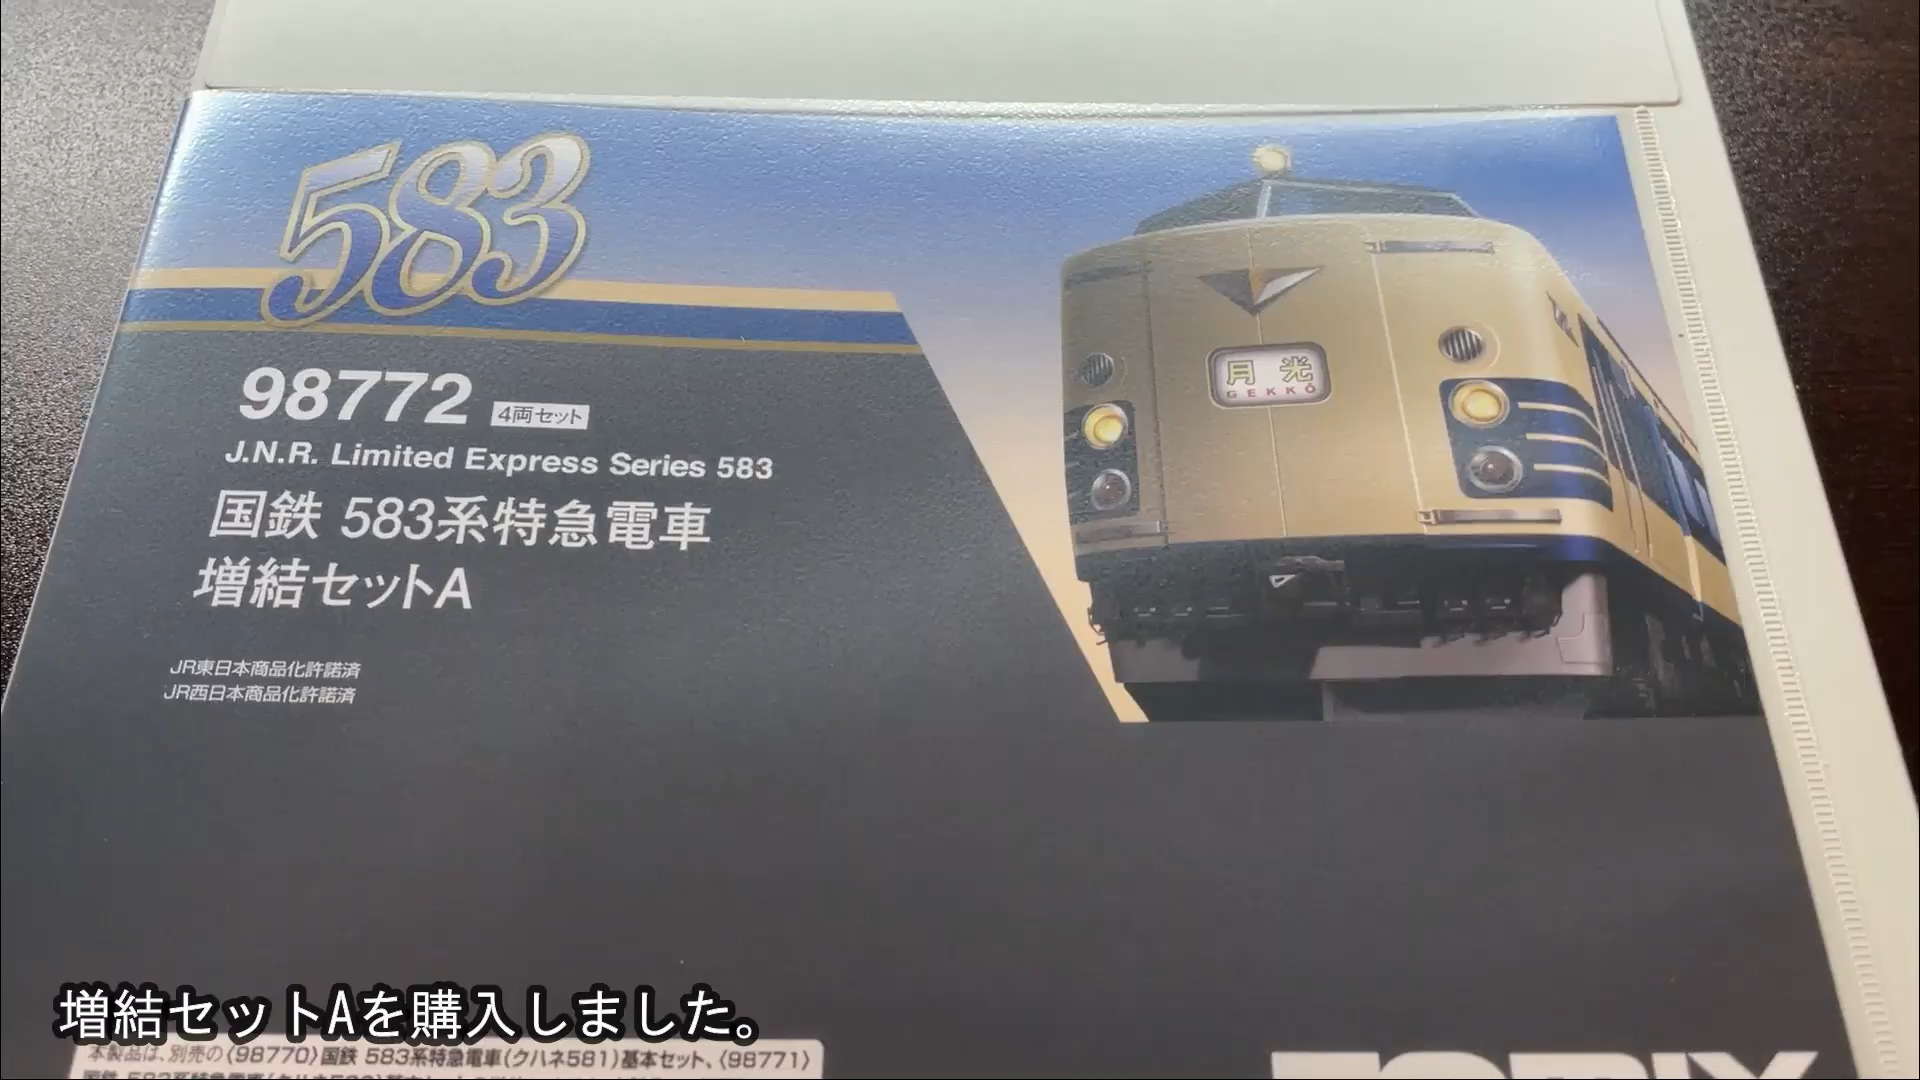 583
98772 4両セット
J.N.R. Limited Express Series 583
国鉄 583系特急電車
増結セットA
JR東日本商品化許諾済
JR西日本商品化許諾済
月光
GEKKŌ
増結セットAを購入しました。
本製品は、別売の〈98770〉国鉄 583系特急電車(クハネ581)基本セット、〈98771〉
TOMIX